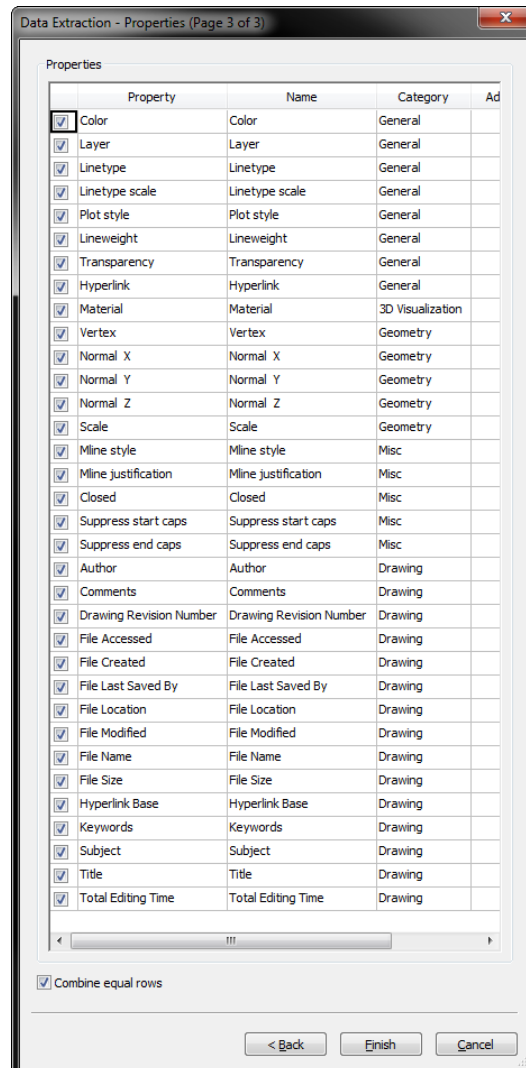 Data Extraction - Properties (Page 3 of 3)
Properties
Property Name Category Ad
Color Color General
Layer Layer General
Linetype Linetype General
Linetype scale Linetype scale General
Plot style Plot style General
Lineweight Lineweight General
Transparency Transparency General
Hyperlink Hyperlink General
Material Material 3D Visualization
Vertex Vertex Geometry
Normal X Normal X Geometry
Normal Y Normal Y Geometry
Normal Z Normal Z Geometry
Scale Scale Geometry
Mline style Mline style Misc
Mline justification Mline justification Misc
Closed Closed Misc
Suppress start caps Suppress start caps Misc
Suppress end caps Suppress end caps Misc
Author Author Drawing
Comments Comments Drawing
Drawing Revision Number Drawing Revision Number Drawing
File Accessed File Accessed Drawing
File Created File Created Drawing
File Last Saved By File Last Saved By Drawing
File Location File Location Drawing
File Modified File Modified Drawing
File Name File Name Drawing
File Size File Size Drawing
Hyperlink Base Hyperlink Base Drawing
Keywords Keywords Drawing
Subject Subject Drawing
Title Title Drawing
Total Editing Time Total Editing Time Drawing
Combine equal rows
< Back Finish Cancel